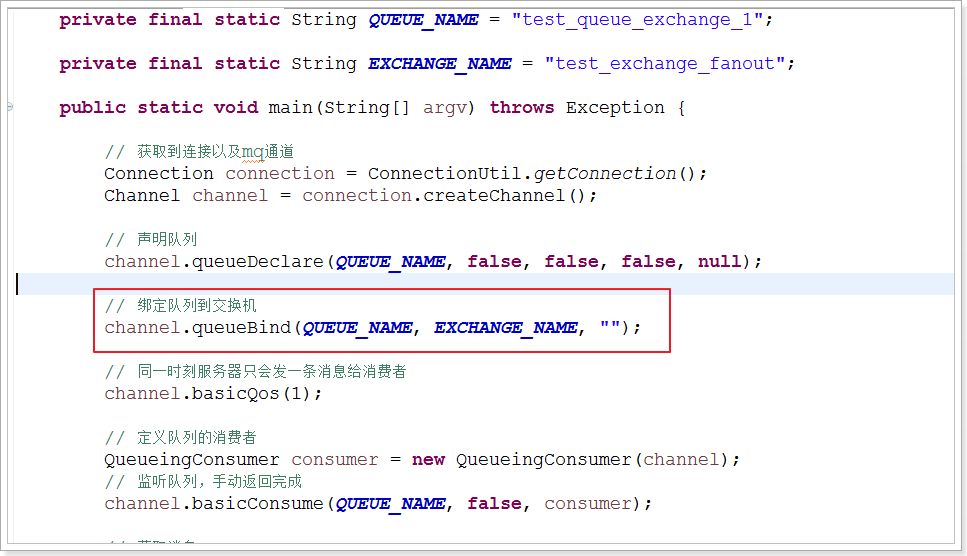 private final static String QUEUE_NAME = "test_queue_exchange_1";
private final static String EXCHANGE_NAME = "test_exchange_fanout";
public static void main(String[] argv) throws Exception {
// 获取到连接以及mq通道
Connection connection = ConnectionUtil.getConnection();
Channel channel = connection.createChannel();
// 声明队列
channel.queueDeclare(QUEUE_NAME, false, false, false, null);
// 绑定队列到交换机
channel.queueBind(QUEUE_NAME, EXCHANGE_NAME, "");
// 同一时刻服务器只会发一条消息给消费者
channel.basicQos(1);
// 定义队列的消费者
QueueingConsumer consumer = new QueueingConsumer(channel);
// 监听队列，手动返回完成
channel.basicConsume(QUEUE_NAME, false, consumer);